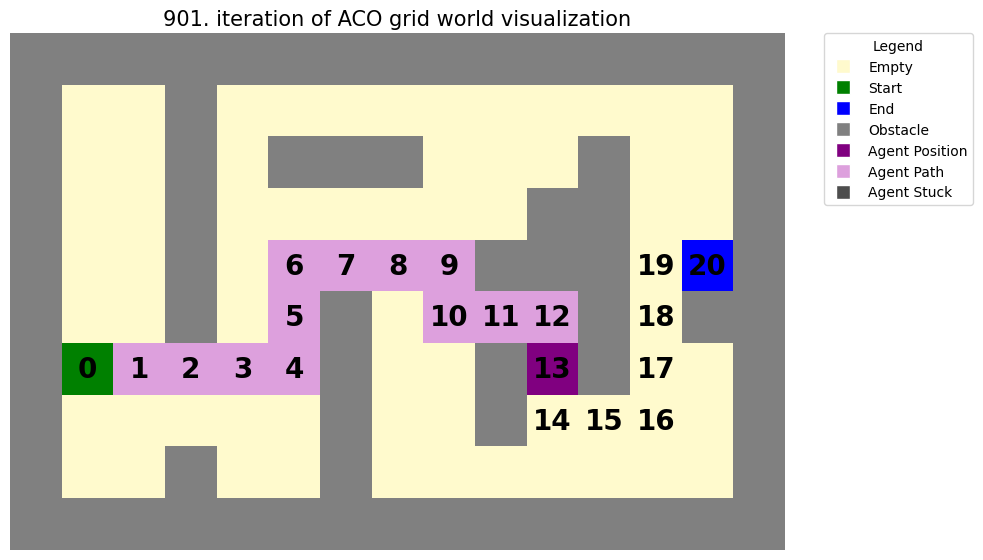 901. iteration of ACO grid world visualization
Legend
Empty
Start
End
Obstacle
Agent Position
Agent Path
Agent Stuck
6 7 8 9 19 20
5 10 11 12 18
0 1 2 3 4 13 17
14 15 16